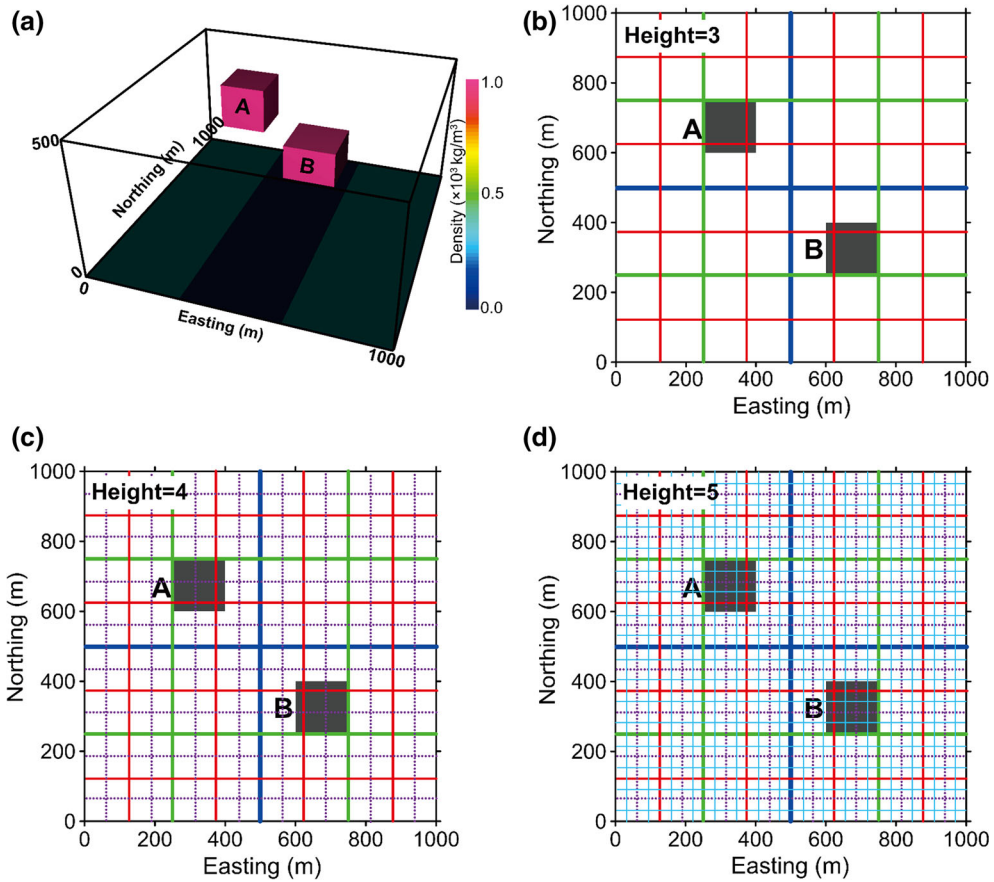 (a)
A
B
500
0
0
1000
1000
Northing (m)
Easting (m)
Density (×10³ kg/m³)
1.0
0.5
0.0
(b)
Height=3
A
B
1000
800
600
400
200
0
0 200 400 600 800 1000
Northing (m)
Easting (m)
(c)
Height=4
A
B
1000
800
600
400
200
0
0 200 400 600 800 1000
Northing (m)
Easting (m)
(d)
Height=5
A
B
1000
800
600
400
200
0
0 200 400 600 800 1000
Northing (m)
Easting (m)